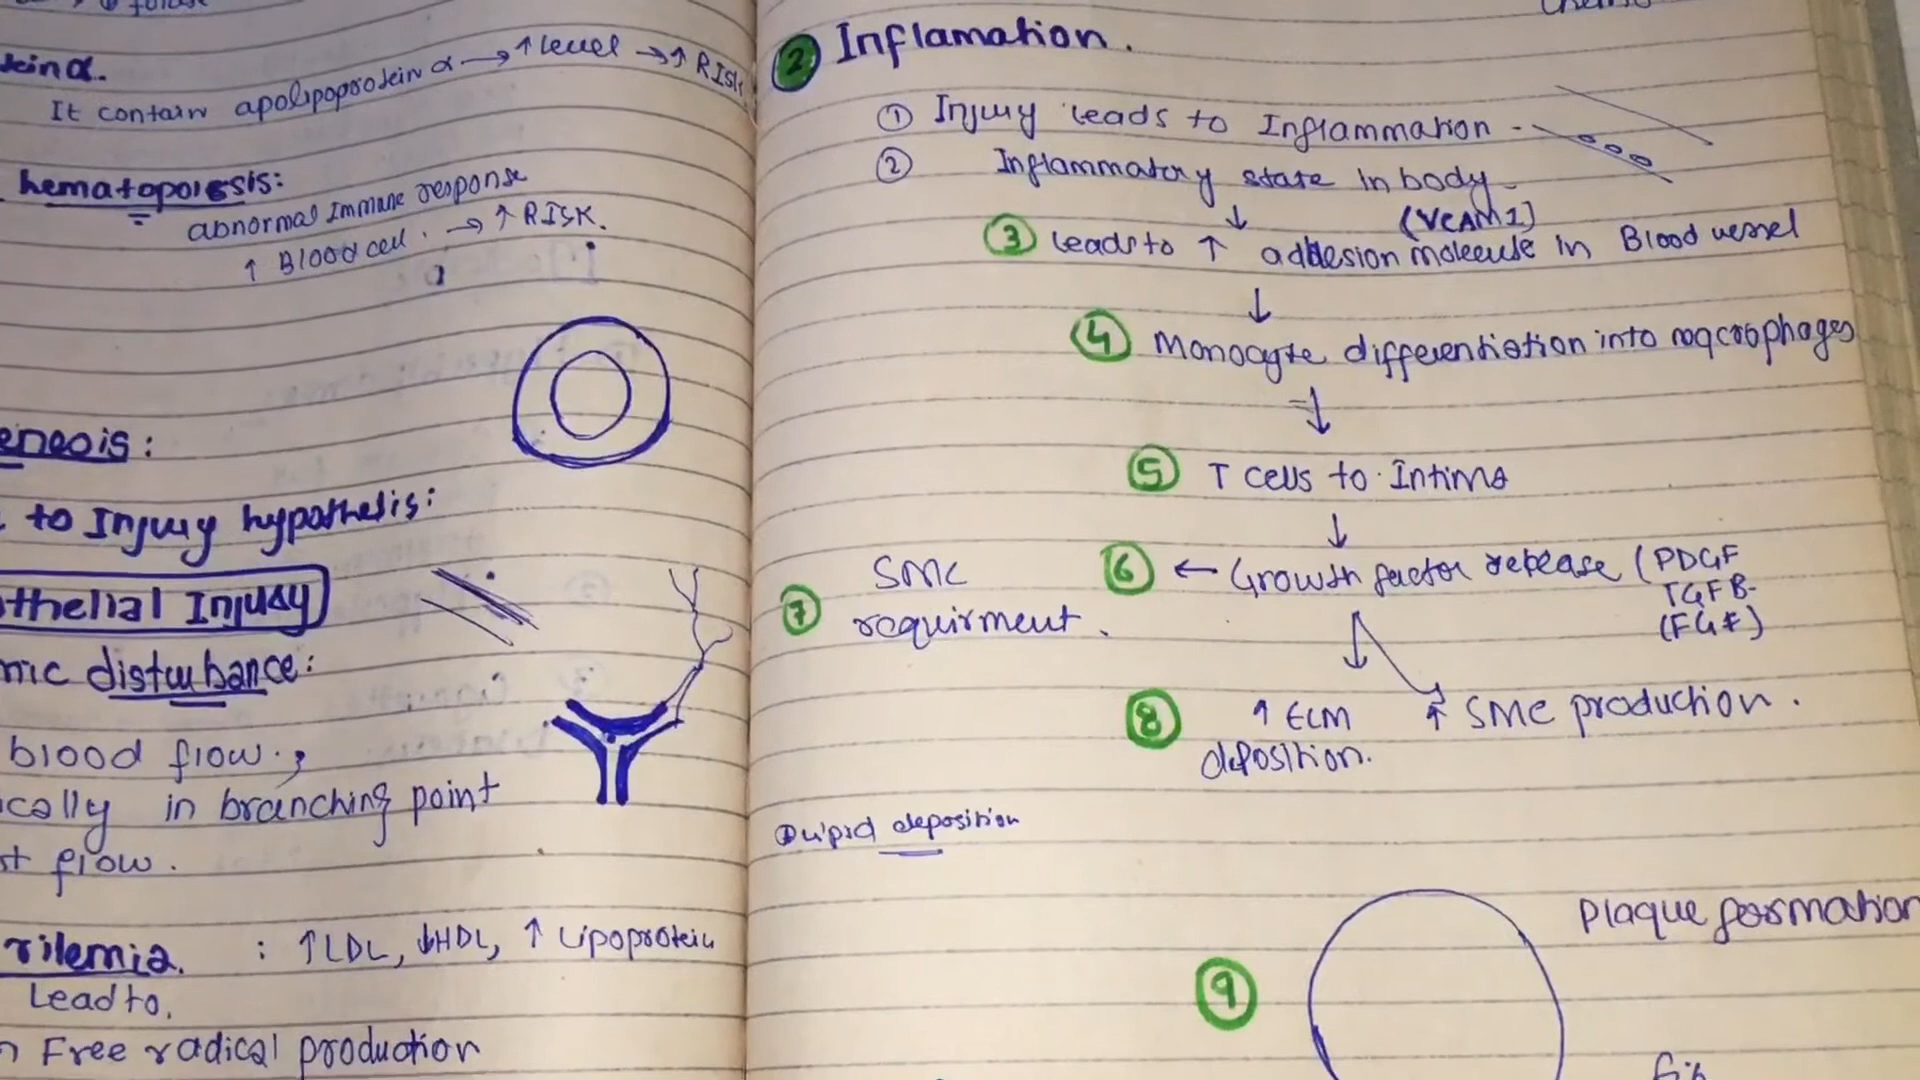 It contain apolipoprotein α → ↑ level → ↑ RISK
hematopoiesis:
abnormal Immune response
↑ Blood cell . → ↑ RISK.
to Injury hypothesis:
Injury
disturbance:
blood flow . ;
in branching point
flow .
: ↑ LDL, ↓HDL, ↑ Lipoprotein
Lead to,
Free radical production
2 Inflamation .
① Injury leads to Inflammation -
② Inflammatory state In body -
↓ (VCAM1)
③ leads to ↑ adhesion molecule in Blood vessel
↓
④ Monocyte differentiation into macrophages
↓
⑤ T cells to Intima
↓
⑥ ← Growth factor release (PDGF
TGFB-
(FGF)
⑦ SMC
requirment .
⑧ ↑ ECM
deposition.
↑ SMC production .
① Lipid deposition
Plaque formation
⑨